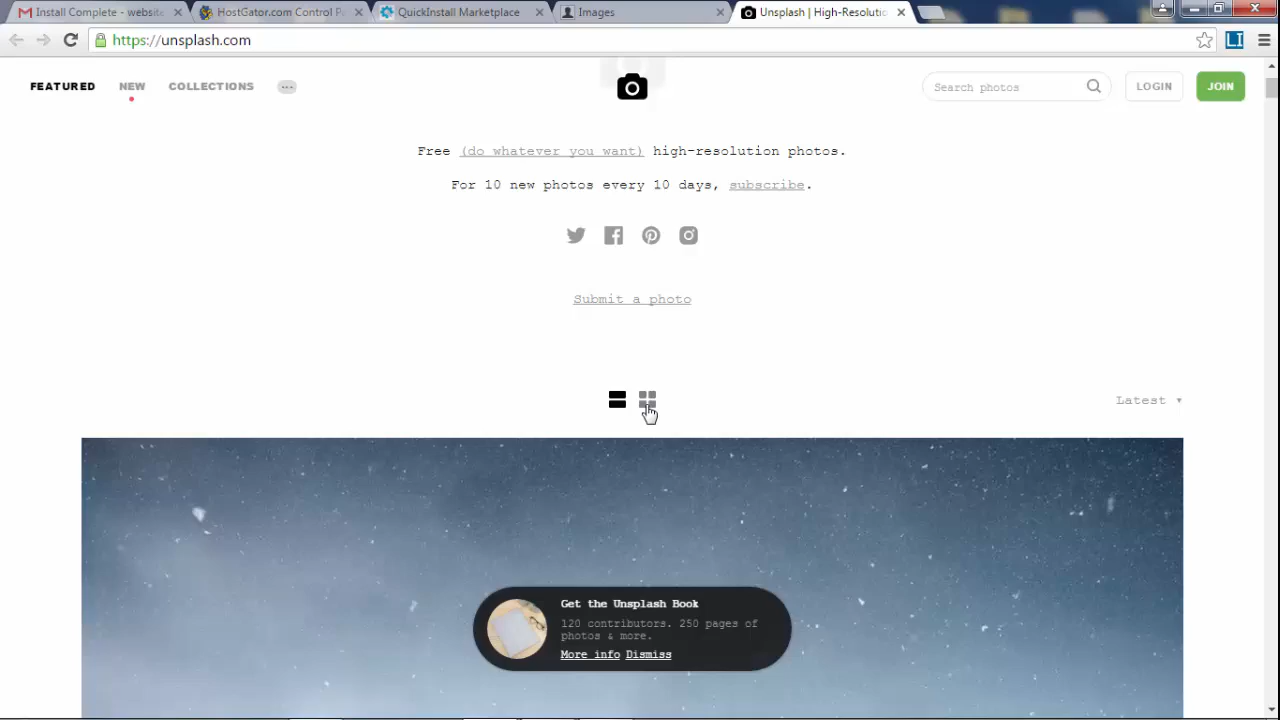 Install Complete - website
HostGator.com Control P
QuickInstall Marketplace
Images
Unsplash | High-Resolutio
https://unsplash.com
LI
FEATURED
NEW
COLLECTIONS
Search photos
LOGIN
JOIN
Free (do whatever you want) high-resolution photos.
For 10 new photos every 10 days, subscribe.
Submit a photo
Latest
Get the Unsplash Book
120 contributors. 250 pages of
photos & more.
More info Dismiss